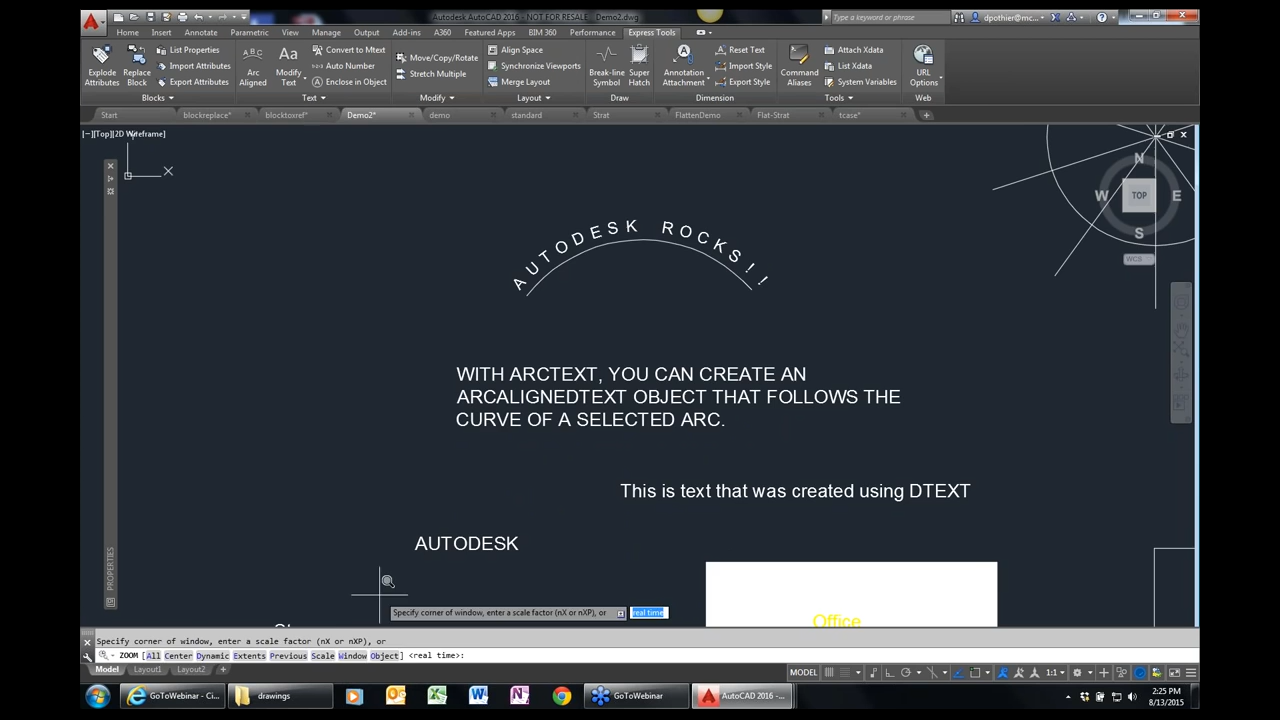 Autodesk AutoCAD 2016 - NOT FOR RESALE Demo2.dwg
Type a keyword or phrase
dpothier@mc...
Home Insert Annotate Parametric View Manage Output Add-ins A360 Featured Apps BIM 360 Performance Express Tools
Explode Attributes
Replace Block
List Properties
Import Attributes
Export Attributes
Blocks
Arc Aligned
Modify Text
Convert to Mtext
Auto Number
Enclose in Object
Text
Move/Copy/Rotate
Stretch Multiple
Modify
Align Space
Synchronize Viewports
Merge Layout
Layout
Break-line Symbol
Super Hatch
Draw
Annotation Attachment
Reset Text
Import Style
Export Style
Dimension
Command Aliases
Attach Xdata
List Xdata
System Variables
Tools
URL Options
Web
Start blockreplace* blocktoxref* Demo2* demo standard Strat FlattenDemo Flat-Strat tcase*
[−][Top][2D Wireframe]
N
W TOP E
S
WCS
AUTODESK ROCKS!!
WITH ARCTEXT, YOU CAN CREATE AN
ARCALIGNEDTEXT OBJECT THAT FOLLOWS THE
CURVE OF A SELECTED ARC.
This is text that was created using DTEXT
AUTODESK
PROPERTIES
Specify corner of window, enter a scale factor (nX or nXP), or real time
Office
Specify corner of window, enter a scale factor (nX or nXP), or
ZOOM [All Center Dynamic Extents Previous Scale Window Object] <real time>:
Model Layout1 Layout2 +
MODEL 1:1
GoToWebinar - Ci...
drawings
GoToWebinar
AutoCAD 2016 -...
2:25 PM
8/13/2015